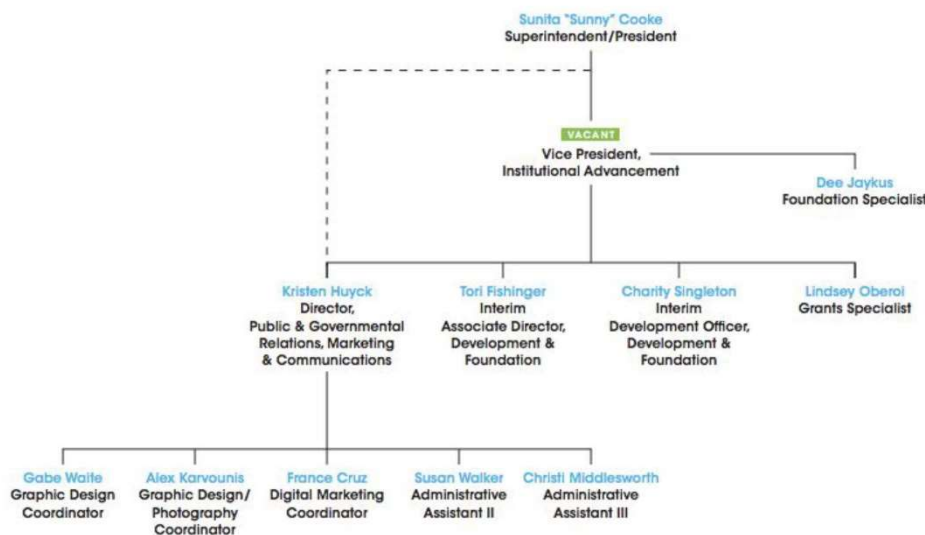 Sunita "Sunny" Cooke
Superintendent/President
VACANT
Vice President,
Institutional Advancement
Dee Jaykus
Foundation Specialist
Kristen Huyck
Director,
Public & Governmental
Relations, Marketing
& Communications
Tori Fishinger
Interim
Associate Director,
Development &
Foundation
Charity Singleton
Interim
Development Officer,
Development &
Foundation
Lindsey Oberoi
Grants Specialist
Gabe Waite
Graphic Design
Coordinator
Alex Karvounis
Graphic Design/
Photography
Coordinator
France Cruz
Digital Marketing
Coordinator
Susan Walker
Administrative
Assistant II
Christi Middlesworth
Administrative
Assistant III